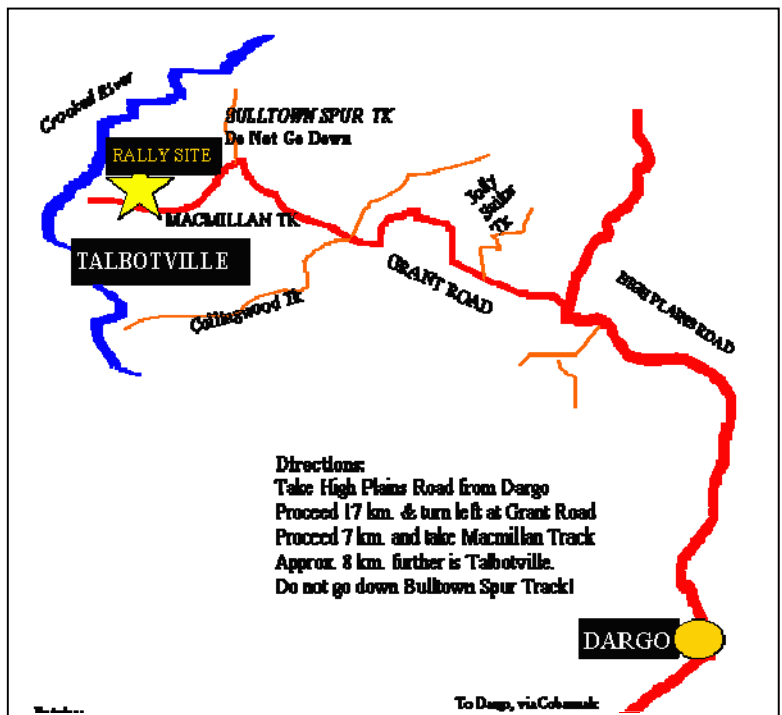 Crooked River
BULLTOWN SPUR TK
Do Not Go Down
RALLY SITE
MACMILLAN TK
TALBOTVILLE
Collingwood Tk
GRANT ROAD
Jolly
Sailor
Tk
HIGH PLAINS ROAD
Directions:
Take High Plains Road from Dargo
Proceed 17 km. & turn left at Grant Road
Proceed 7 km. and take Macmillan Track
Approx. 8 km. further is Talbotville.
Do not go down Bulltown Spur Track!
DARGO
To Dargo, via